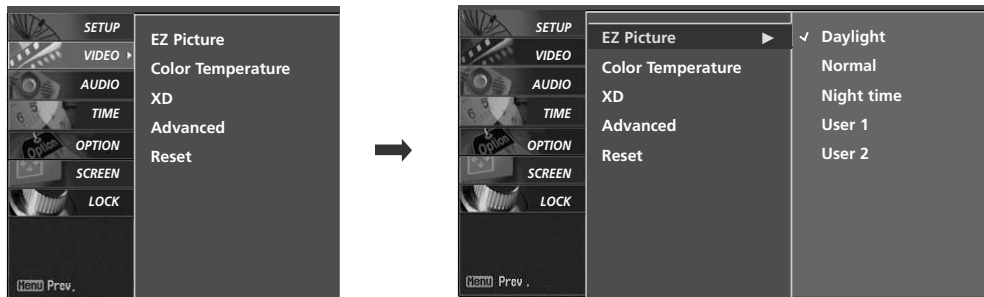 SETUP
VIDEO
AUDIO
TIME
OPTION
SCREEN
LOCK
Menu Prev.
EZ Picture
Color Temperature
XD
Advanced
Reset
SETUP
VIDEO
AUDIO
TIME
OPTION
SCREEN
LOCK
Menu Prev.
EZ Picture ▶
Color Temperature
XD
Advanced
Reset
✓ Daylight
Normal
Night time
User 1
User 2